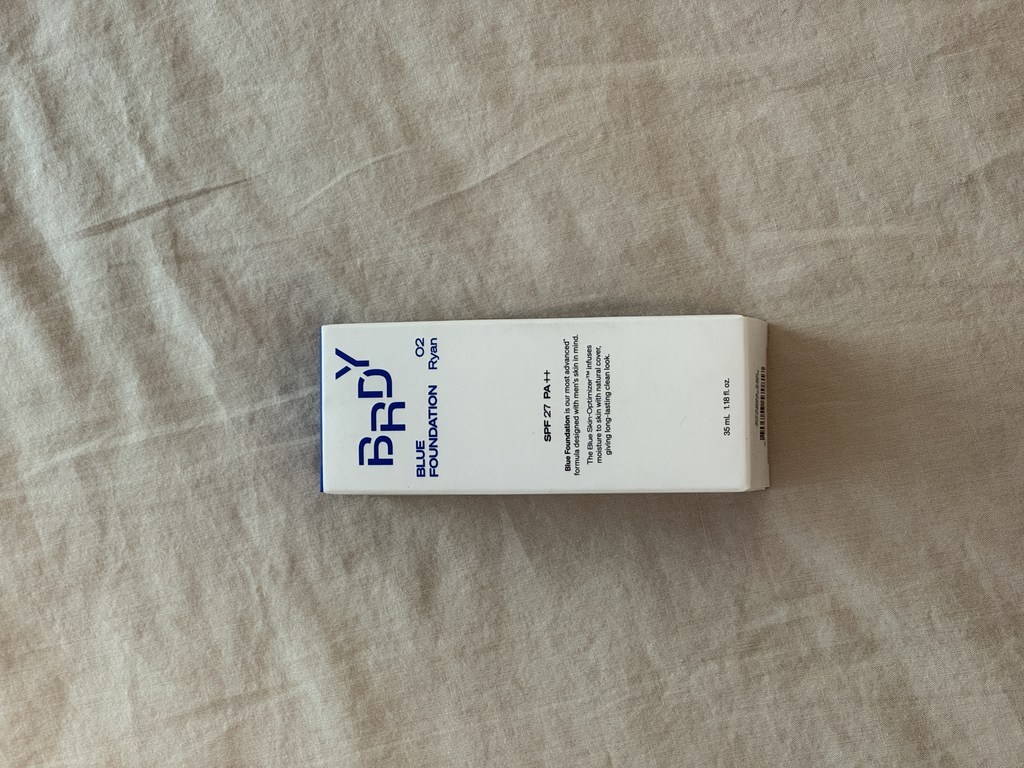 BRDY
BLUE
FOUNDATION
02
Ryan
SPF 27 PA ++
Blue Foundation is our most advanced*
formula designed with men's skin in mind.
The Blue Skin-Optimizer™ infuses
moisture to skin with natural cover,
giving long-lasting clean look.
35 mL 1.18 fl. oz.